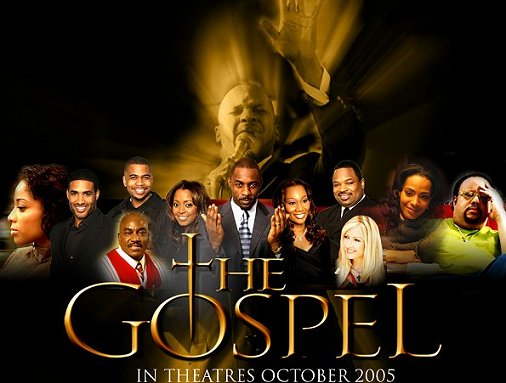 THE
GOSPEL
IN THEATRES OCTOBER 2005